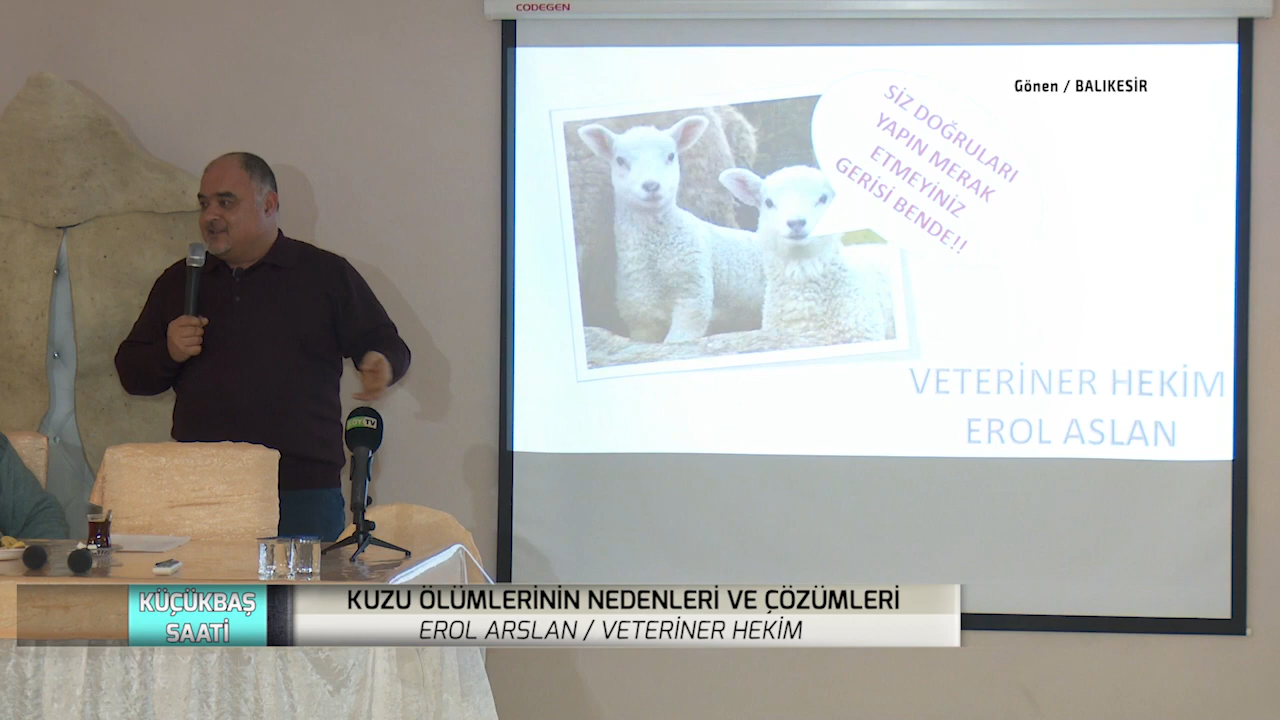 CODEGEN
Gönen / BALIKESİR
SİZ DOĞRULARI
YAPIN MERAK
ETMEYİNİZ
GERİSİ BENDE!!
VETERİNER HEKİM
EROL ASLAN
KÜÇÜKBAŞ
SAATİ
KUZU ÖLÜMLERİNİN NEDENLERİ VE ÇÖZÜMLERİ
EROL ARSLAN / VETERİNER HEKİM